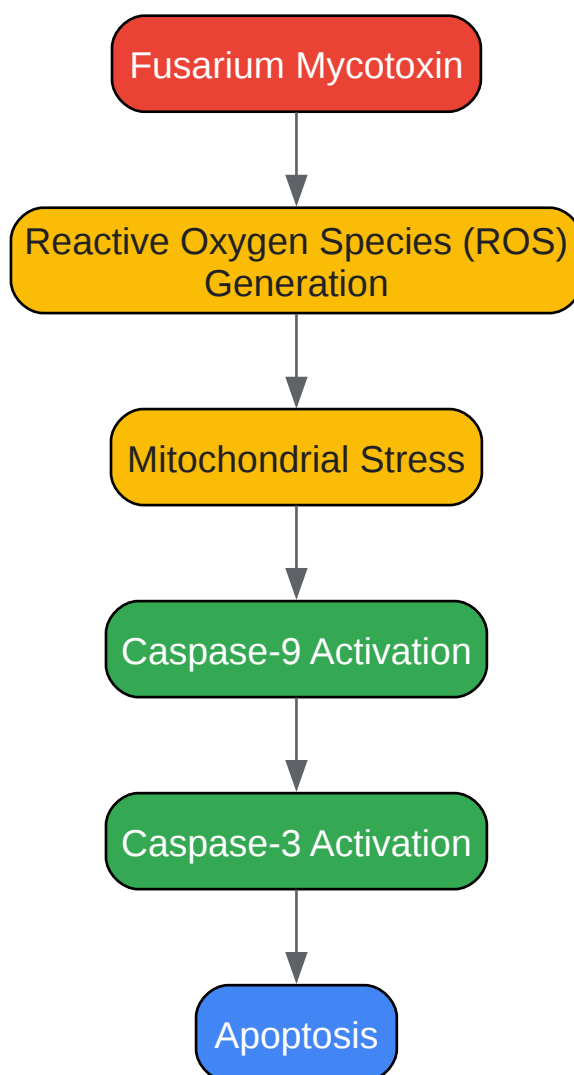 Fusarium Mycotoxin
Reactive Oxygen Species (ROS)
Generation
Mitochondrial Stress
Caspase-9 Activation
Caspase-3 Activation
Apoptosis